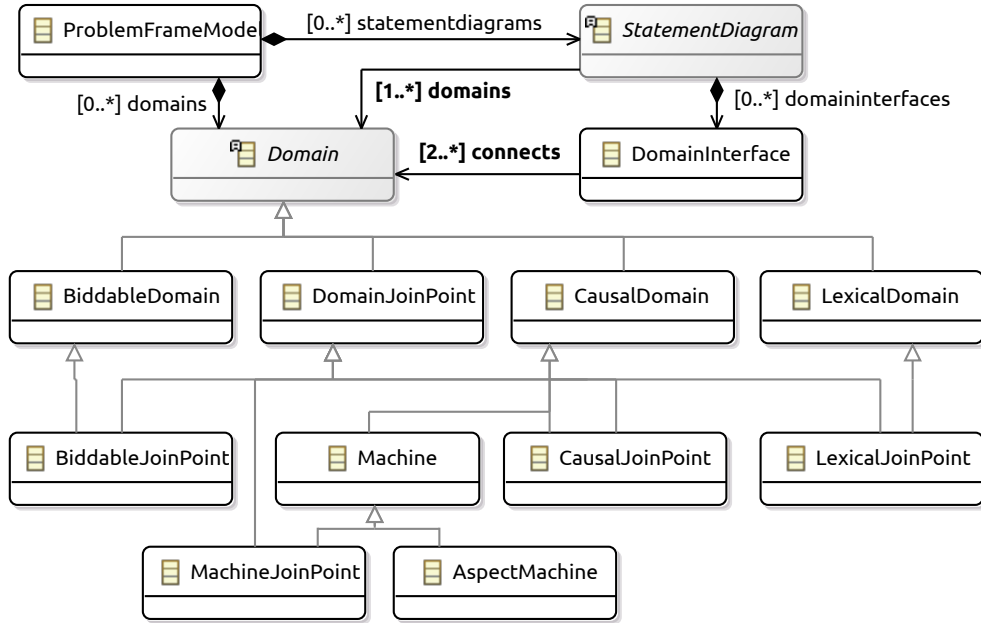 ProblemFrameModel
[0..*] statementdiagrams
StatementDiagram
[0..*] domains
[1..*] domains
[0..*] domaininterfaces
Domain
[2..*] connects
DomainInterface
BiddableDomain
DomainJoinPoint
CausalDomain
LexicalDomain
BiddableJoinPoint
Machine
CausalJoinPoint
LexicalJoinPoint
MachineJoinPoint
AspectMachine